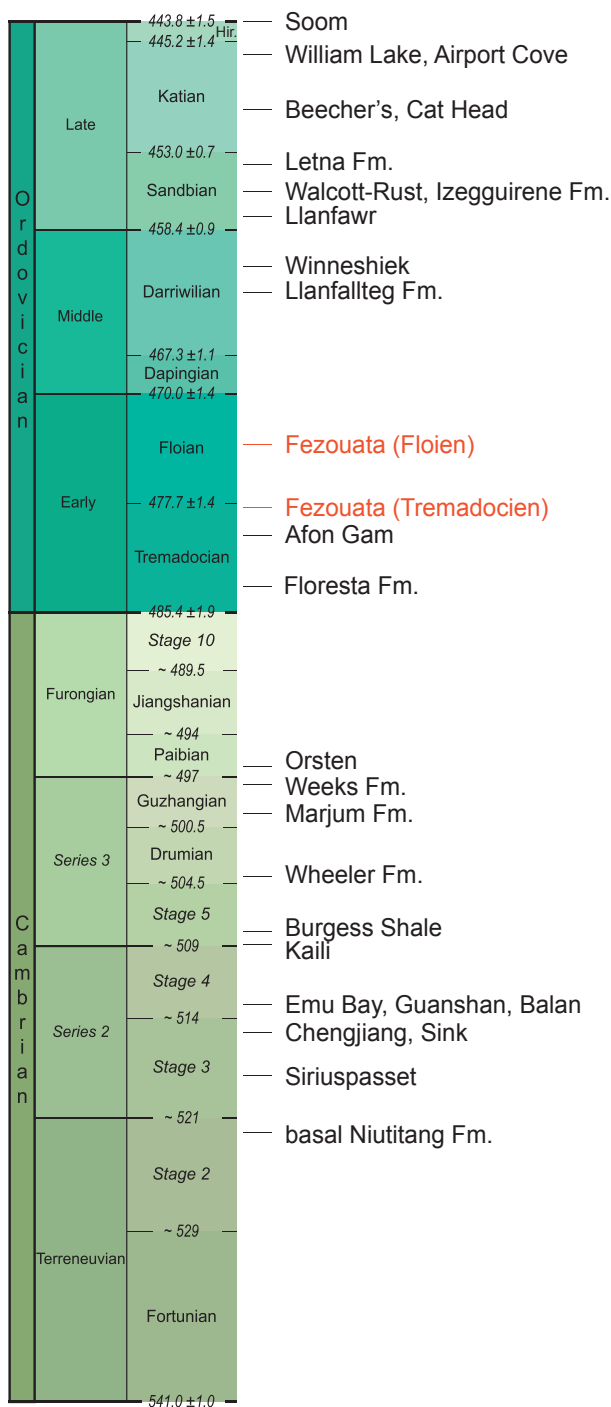 443.8 ±1.5
Hir.
Soom
445.2 ±1.4
William Lake, Airport Cove
Katian
Beecher's, Cat Head
Late
453.0 ±0.7
Letna Fm.
Sandbian
Walcott-Rust, Izegguirene Fm.
Llanfawr
458.4 ±0.9
Winneshiek
Darriwilian
Llanfallteg Fm.
Middle
467.3 ±1.1
Dapingian
470.0 ±1.4
Ordovician
Floian
Fezouata (Floien)
Early
477.7 ±1.4
Fezouata (Tremadocien)
Afon Gam
Tremadocian
Floresta Fm.
485.4 ±1.9
Stage 10
~ 489.5
Furongian
Jiangshanian
~ 494
Paibian
Orsten
~ 497
Weeks Fm.
Guzhangian
Marjum Fm.
~ 500.5
Series 3
Drumian
Wheeler Fm.
~ 504.5
Stage 5
Burgess Shale
~ 509
Kaili
Cambrian
Stage 4
Emu Bay, Guanshan, Balan
~ 514
Series 2
Chengjiang, Sink
Stage 3
Siriuspasset
~ 521
basal Niutitang Fm.
Stage 2
~ 529
Terreneuvian
Fortunian
541.0 ±1.0